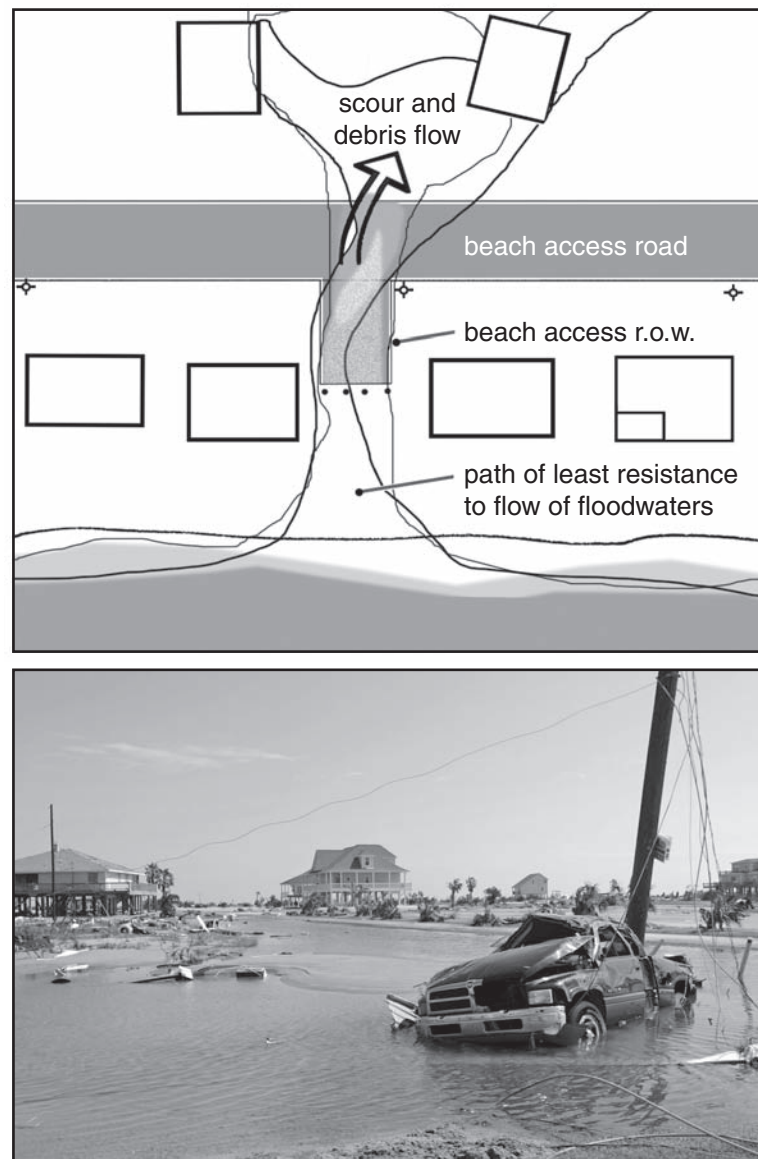 scour and
debris flow
beach access road
beach access r.o.w.
path of least resistance
to flow of floodwaters